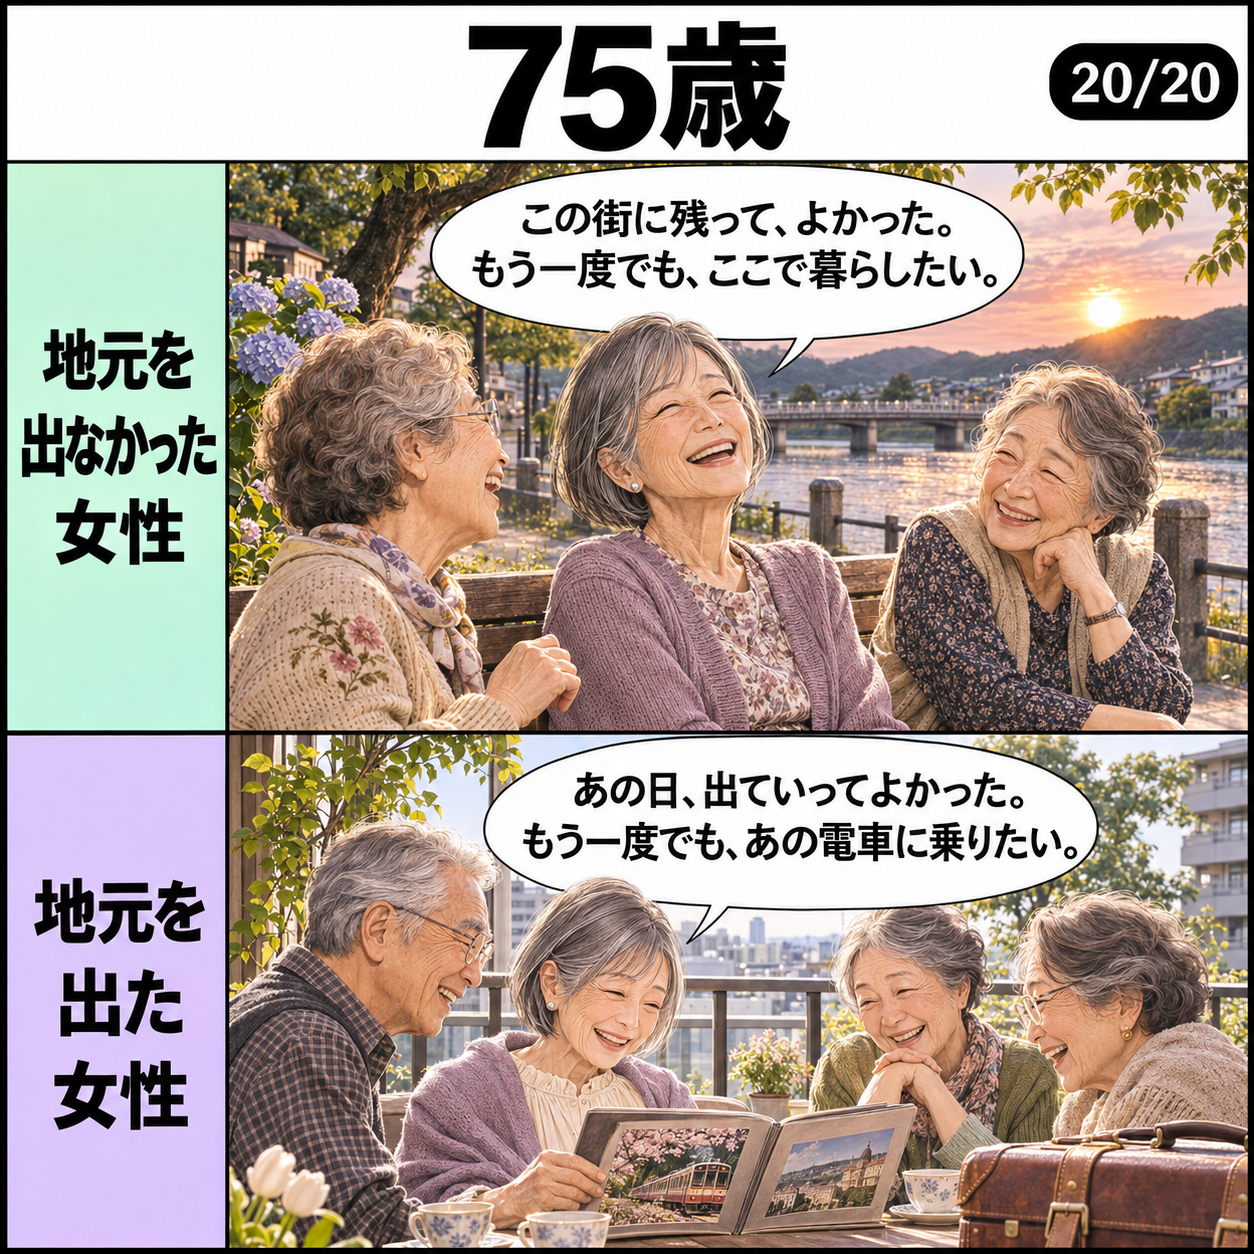 75歳
20/20
地元を
出なかった
女性
この街に残って、よかった。
もう一度でも、ここで暮らしたい。
地元を
出た
女性
あの日、出ていってよかった。
もう一度でも、あの電車に乗りたい。